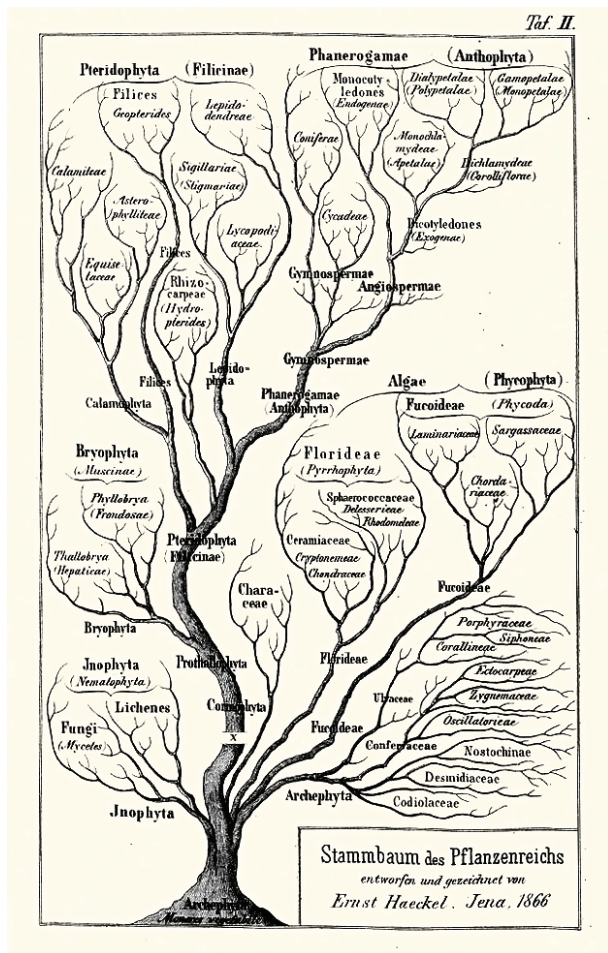 Taf. II.
Phanerogamae (Anthophyta)
Pteridophyta (Filicinae)
Filices
Geopterides
Lepido-
dendreae
Monocoty-
ledones
(Endogenae)
Dialypetalae
(Polypetalae)
Gamopetalae
(Monopetalae)
Coniferae
Monochla-
mydeae
(Apetalae)
Dichlamydeae
(Corolliflorae)
Calamiteae
Sigillariae
(Stigmariae)
Astero-
phylliteae
Cycadeae
Lycopodi-
aceae
Dicotyledones
(Exogenae)
Filices
Equise-
taceae
Rhizo-
carpeae
(Hydro-
pterides)
Gymnospermae
Angiospermae
Gymnospermae
Lepido-
phyta
Filices
Calamophyta
Phanerogamae
(Anthophyta)
Algae (Phycophyta)
Fucoideae (Phycoda)
Laminariaceae
Sargassaceae
Chorda-
riaceae
Florideae
(Pyrrhophyta)
Sphaerococcaceae
Delesserieae
Rhodomeleae
Ceramiaceae
Cryptonemeae
Chondraceae
Bryophyta
(Muscinae)
Phyllobrya
(Frondosae)
Thallobrya
(Hepaticae)
Pteridophyta
(Filicinae)
Chara-
ceae
Fucoideae
Bryophyta
Prothallophyta
Florideae
Porphyraceae
Siphoneae
Corallineae
Ectocarpeae
Jnophyta
(Nematophyta)
Lichenes
Fungi
(Mycetes)
Cormophyta
Ulvaceae
Zygnemaceae
Oscillatorieae
Fucoideae
x
Confervaceae
Nostochinae
Desmidiaceae
Codiolaceae
Archephyta
Jnophyta
Stammbaum des Pflanzenreichs
entworfen und gezeichnet von
Ernst Haeckel. Jena, 1866
Archephyta